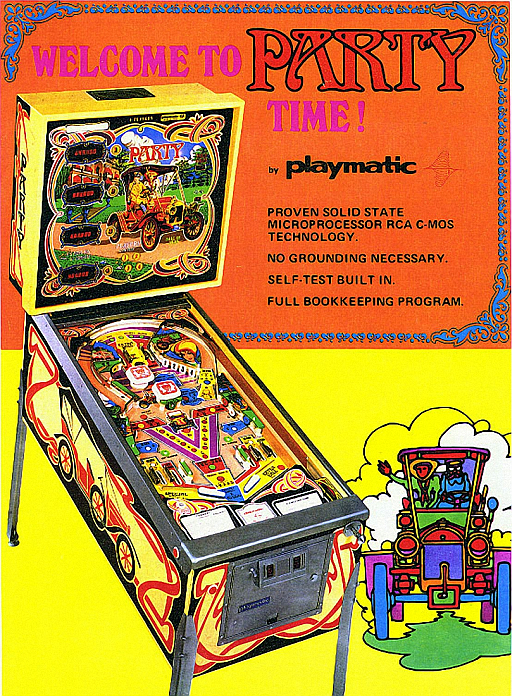 WELCOME TO PARTY
TIME!
by playmatic
PROVEN SOLID STATE
MICROPROCESSOR RCA C-MOS
TECHNOLOGY.
NO GROUNDING NECESSARY.
SELF-TEST BUILT IN.
FULL BOOKKEEPING PROGRAM.
PARTY
SPECIAL